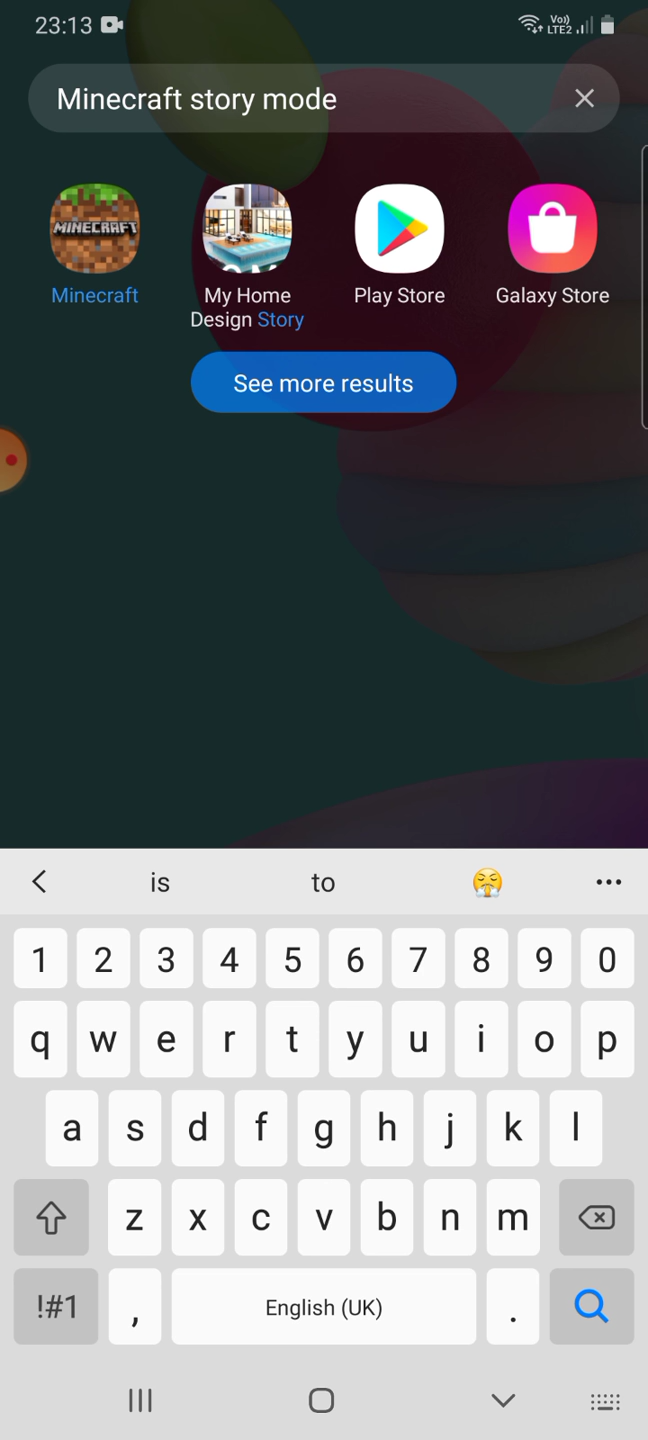 23:13
Vo))
LTE2
Minecraft story mode
MINECRAFT
Minecraft
My Home
Design Story
Play Store
Galaxy Store
See more results
is to
1 2 3 4 5 6 7 8 9 0
q w e r t y u i o p
a s d f g h j k l
z x c v b n m
!#1 , English (UK) .